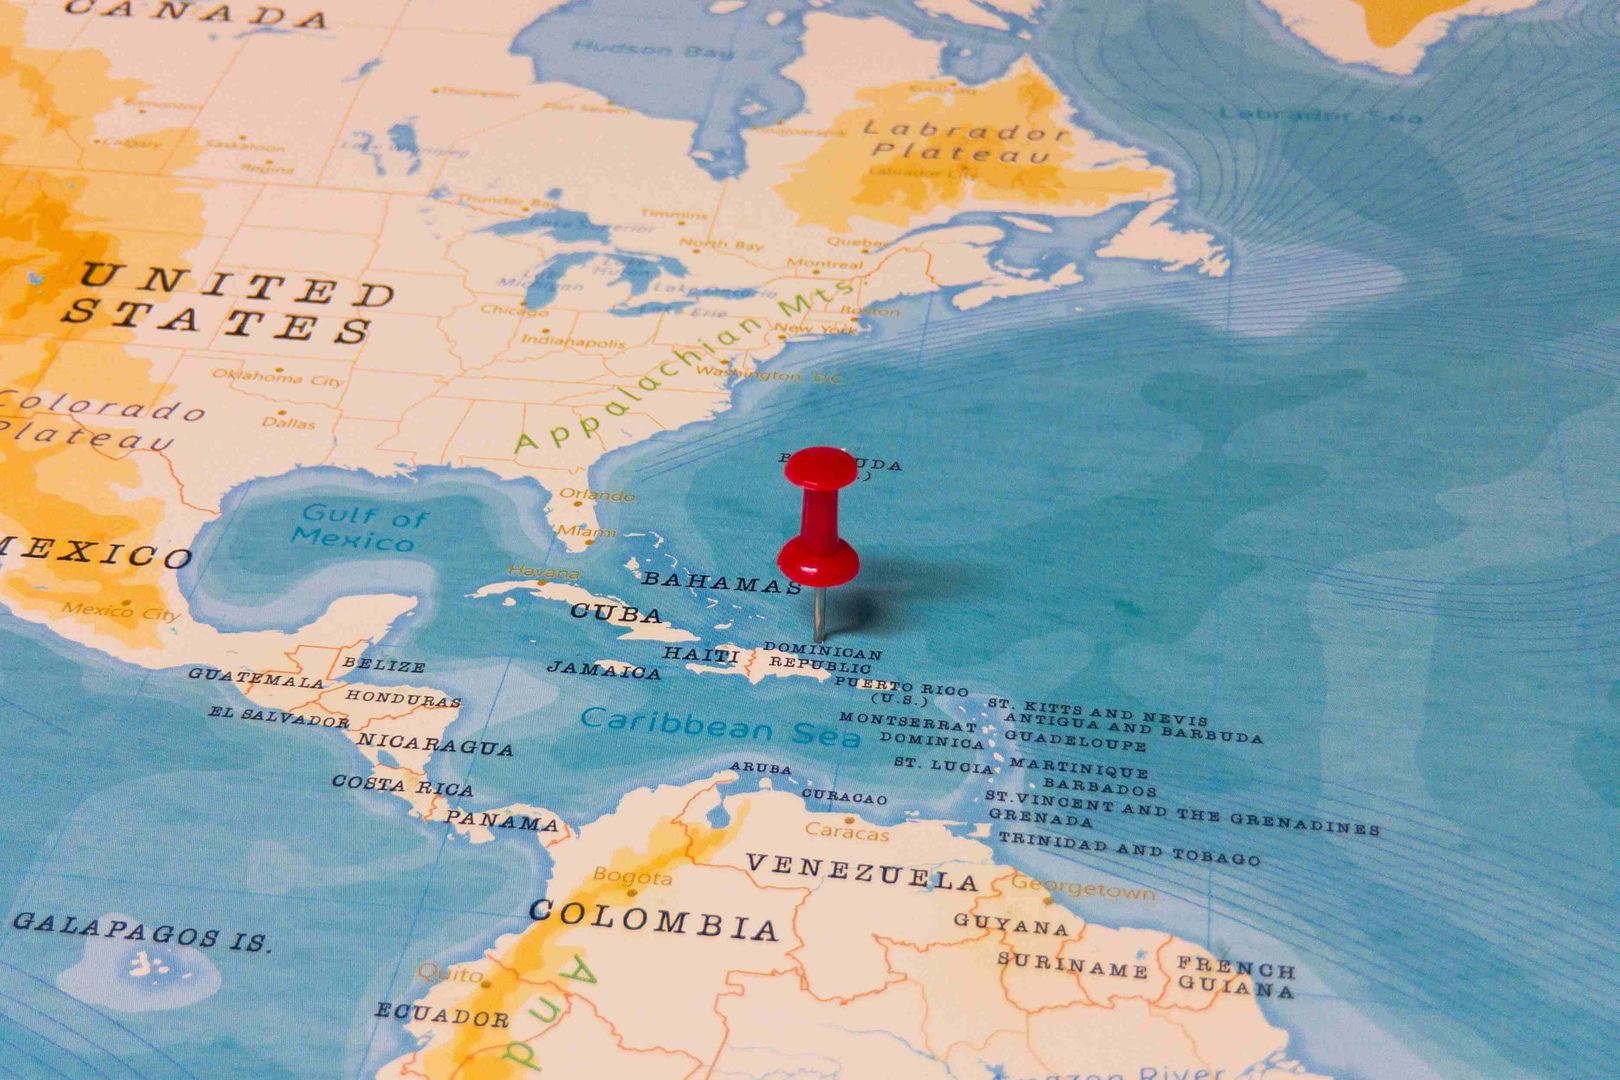 CANADA
Hudson Bay
Labrador Sea
Edmonton
Thompson
Calgary
Saskatoon
Regina
Lake Winnipeg
Labrador
Plateau
Labrador City
Thunder Bay
Timmins
North Bay
Quebec
Montreal
Lake Superior
Lake
Michigan
Lake
Huron
Lake Ontario
Lake Erie
UNITED
STATES
Chicago
Indianapolis
Boston
New York
Washington, D.C.
Appalachian Mts.
Oklahoma City
Dallas
Colorado
Plateau
Orlando
Miami
Gulf of
Mexico
MEXICO
Mexico City
Havana
BAHAMAS
CUBA
HAITI
DOMINICAN
REPUBLIC
JAMAICA
PUERTO RICO
(U.S.)
BELIZE
GUATEMALA
HONDURAS
EL SALVADOR
NICARAGUA
COSTA RICA
PANAMA
Caribbean Sea
ST. KITTS AND NEVIS
ANTIGUA AND BARBUDA
MONTSERRAT
GUADELOUPE
DOMINICA
ST. LUCIA
MARTINIQUE
BARBADOS
ST.VINCENT AND THE GRENADINES
GRENADA
TRINIDAD AND TOBAGO
ARUBA
CURACAO
Caracas
VENEZUELA
Georgetown
GUYANA
SURINAME
FRENCH
GUIANA
Bogota
COLOMBIA
GALAPAGOS IS.
Quito
ECUADOR
And
Amazon River